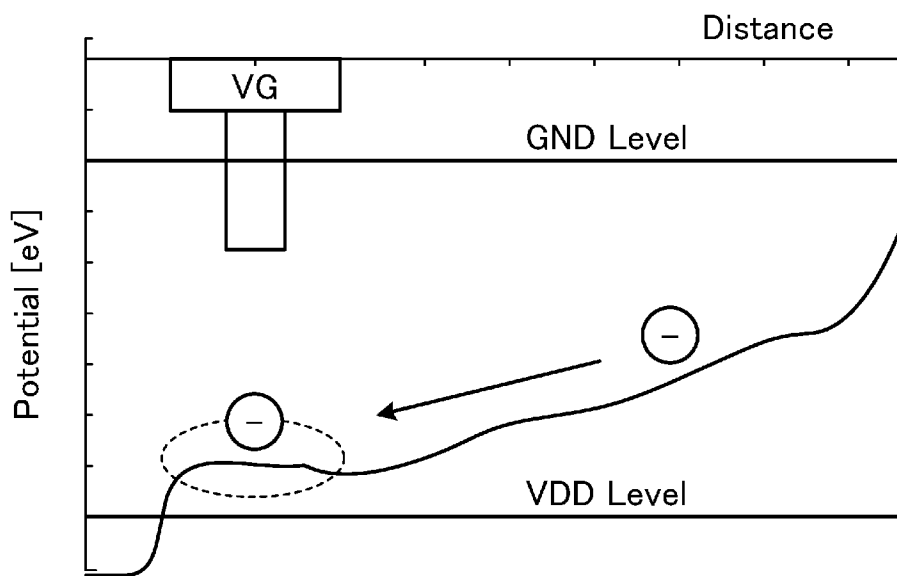 Distance
VG
GND Level
Potential [eV]
−
−
VDD Level